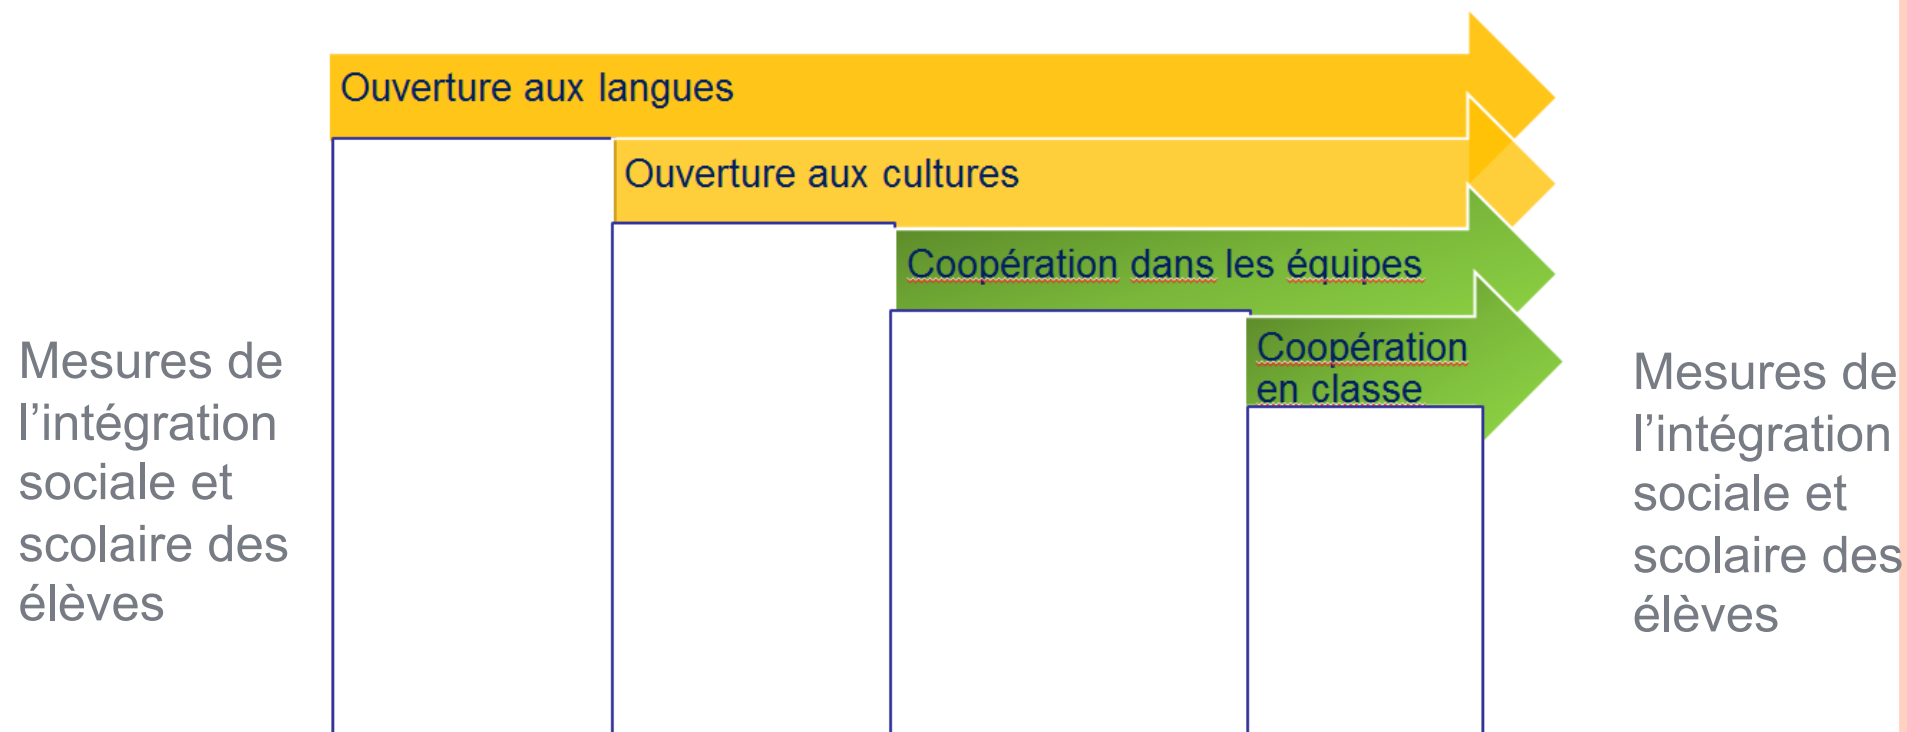 Ouverture aux langues
Ouverture aux cultures
Coopération dans les équipes
Coopération
en classe
Mesures de
l’intégration
sociale et
scolaire des
élèves
Mesures de
l’intégration
sociale et
scolaire des
élèves